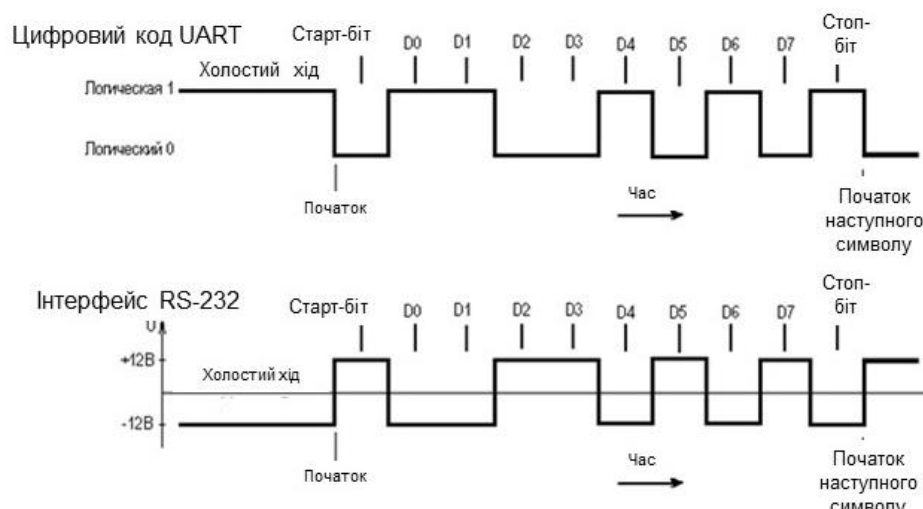 Цифровий код UART
Старт-біт D0 D1 D2 D3 D4 D5 D6 D7 Стоп-
біт
Холостий хід
Логическая 1
Логический 0
Початок
Час
Початок
наступного
символу
Інтерфейс RS-232
Старт-біт D0 D1 D2 D3 D4 D5 D6 D7 Стоп-
біт
U
+12В
Холостий хід
-12В
Початок
Час
Початок
наступного
символу